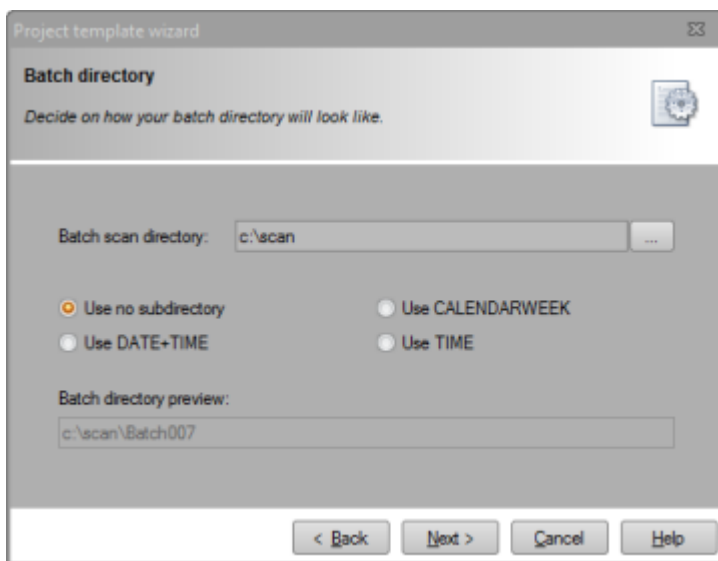 Project template wizard
Batch directory
Decide on how your batch directory will look like.
Batch scan directory: c:\scan ...
Use no subdirectory Use CALENDARWEEK
Use DATE+TIME Use TIME
Batch directory preview:
c:\scan\Batch007
< Back Next > Cancel Help